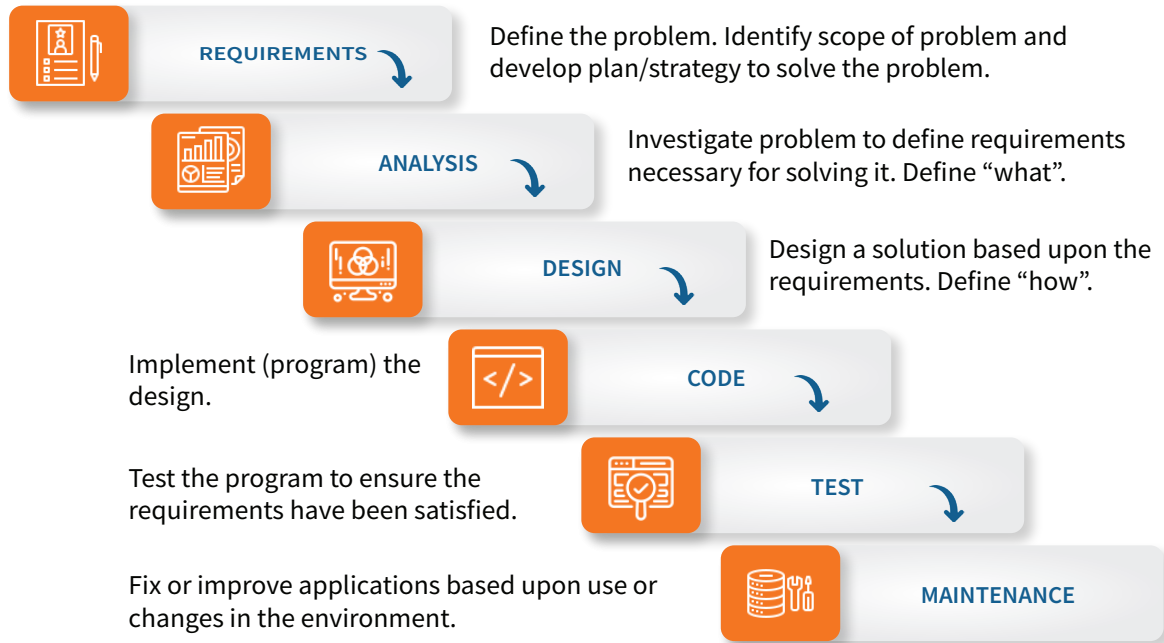 REQUIREMENTS
Define the problem. Identify scope of problem and
develop plan/strategy to solve the problem.
ANALYSIS
Investigate problem to define requirements
necessary for solving it. Define “what”.
DESIGN
Design a solution based upon the
requirements. Define “how”.
Implement (program) the
design.
</>
CODE
Test the program to ensure the
requirements have been satisfied.
TEST
Fix or improve applications based upon use or
changes in the environment.
MAINTENANCE